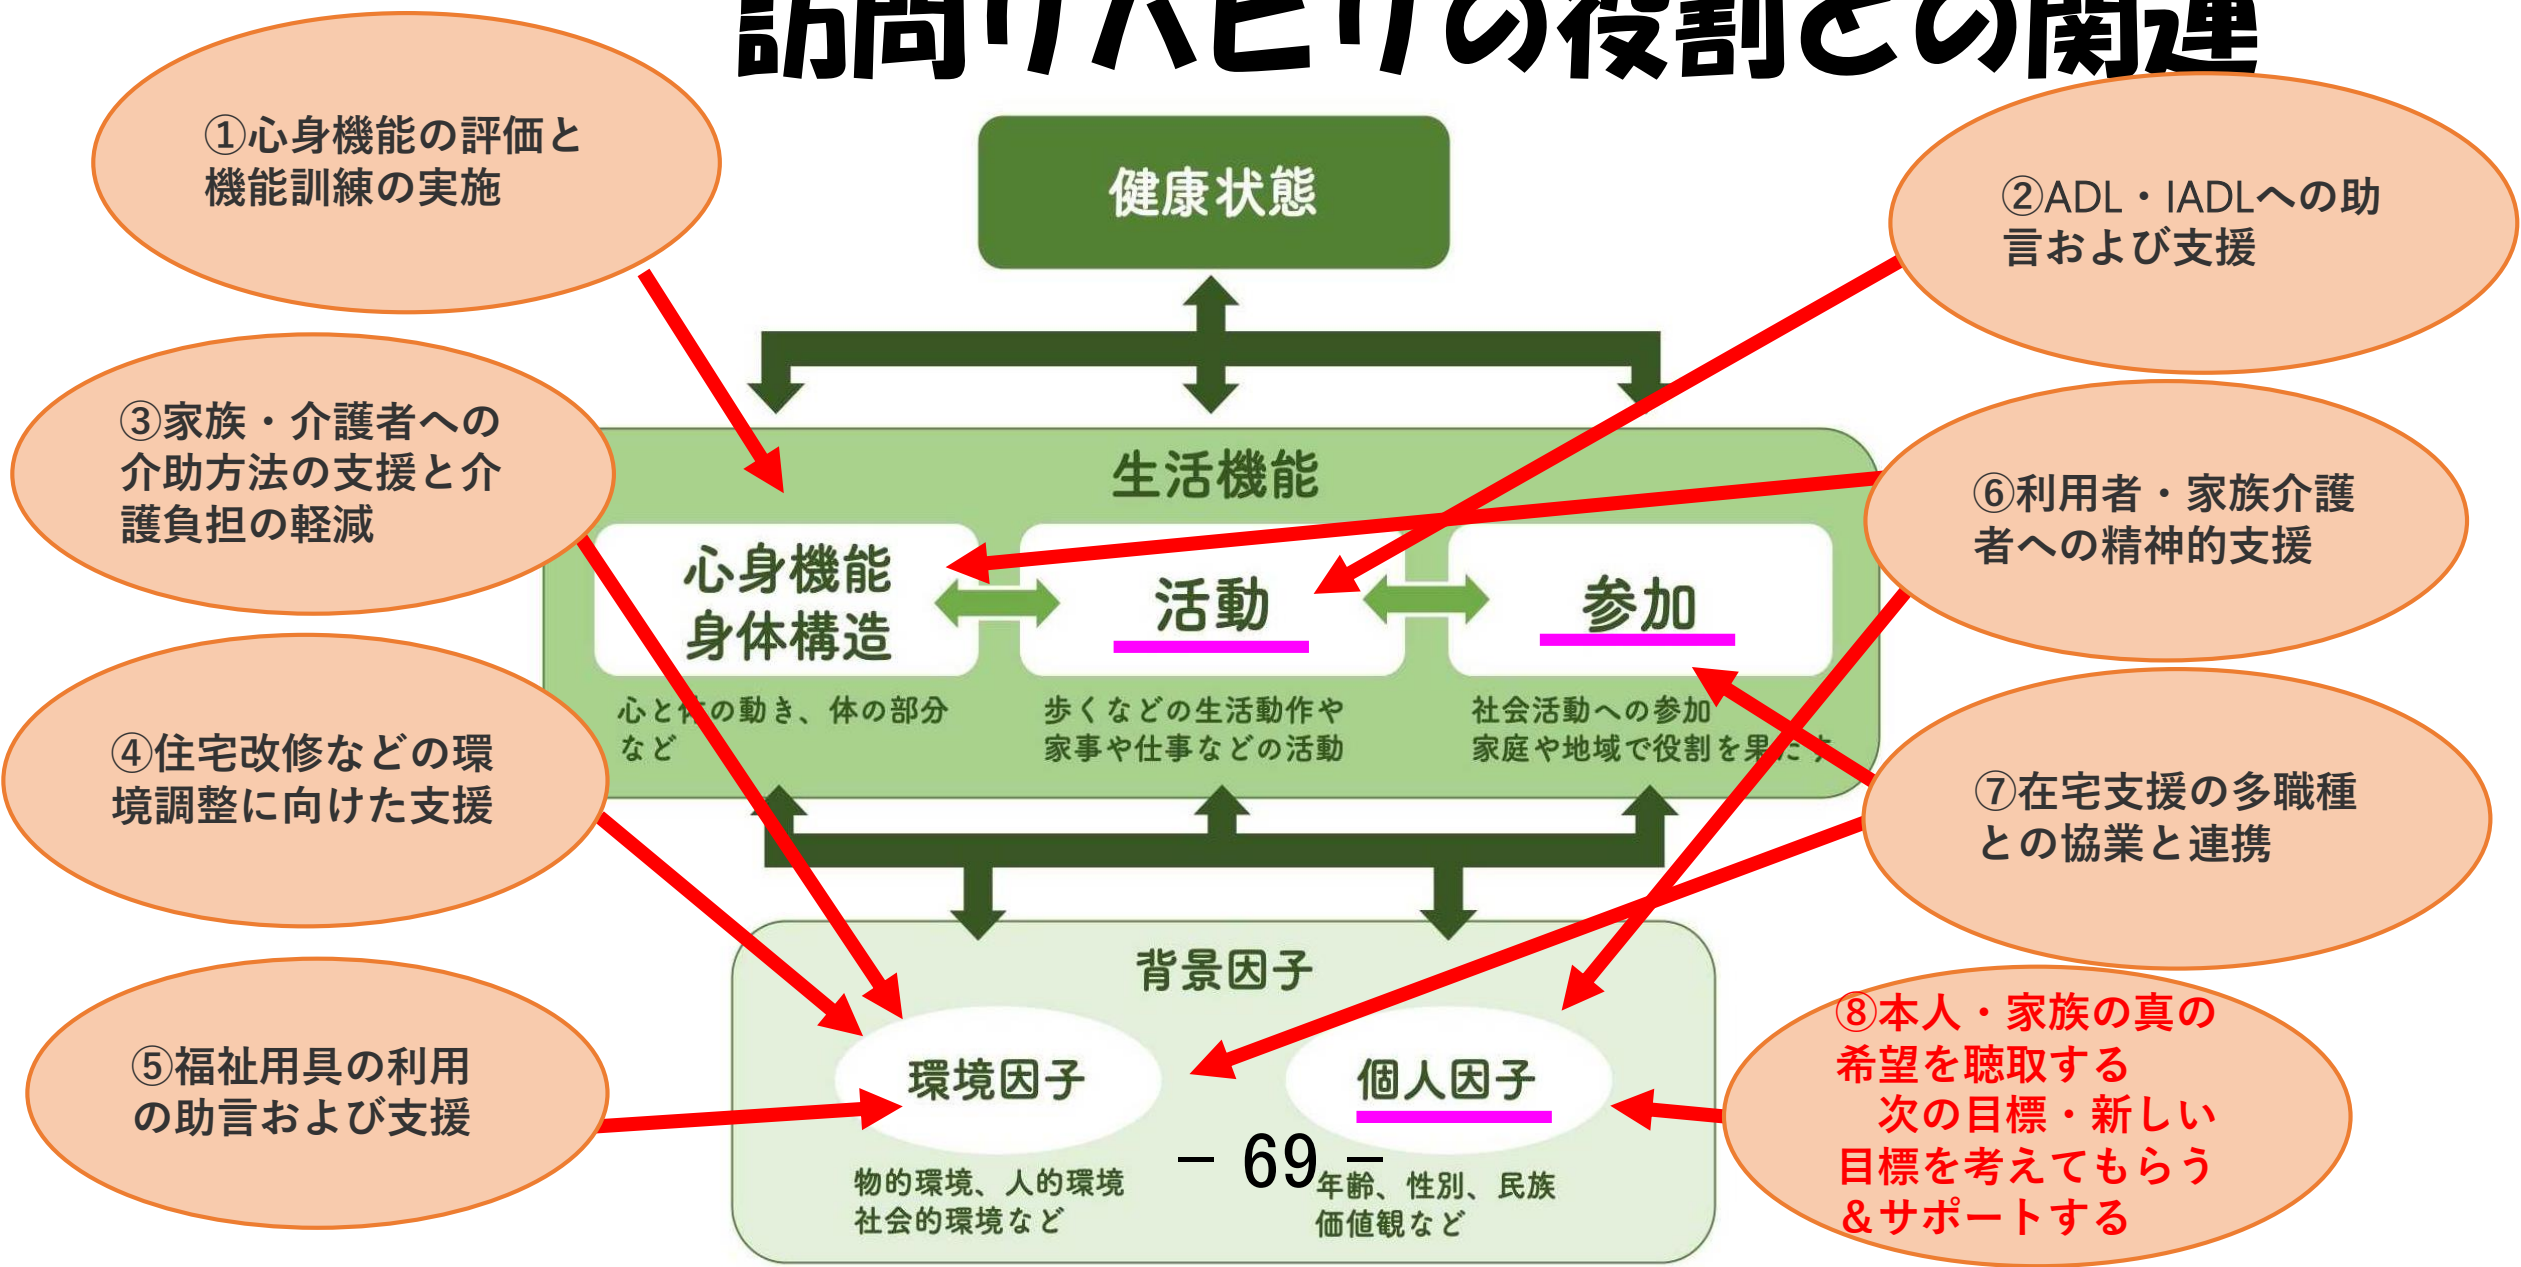 訪問リハビリの役割との関連
①心身機能の評価と
機能訓練の実施
健康状態
②ADL・IADLへの助
言および支援
③家族・介護者への
介助方法の支援と介
護負担の軽減
生活機能
⑥利用者・家族介護
者への精神的支援
心身機能
身体構造
活動
参加
心と体の動き、体の部分
など
歩くなどの生活動作や
家事や仕事などの活動
社会活動への参加
家庭や地域で役割を果たす
④住宅改修などの環
境調整に向けた支援
⑦在宅支援の多職種
との協業と連携
背景因子
⑤福祉用具の利用
の助言および支援
環境因子
個人因子
物的環境、人的環境
社会的環境など
年齢、性別、民族
価値観など
⑧本人・家族の真の
希望を聴取する
次の目標・新しい
目標を考えてもらう
＆サポートする
− 69 −